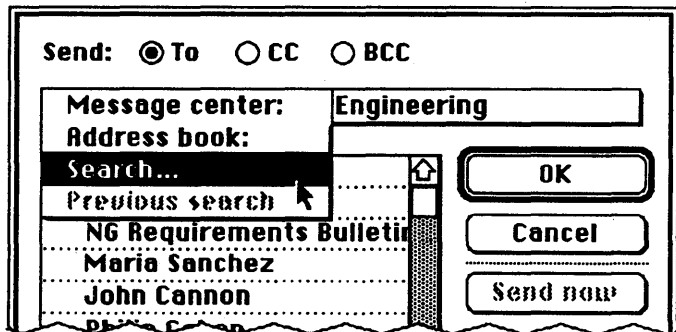 Send: To CC BCC
Message center: Engineering
Address book:
Search...
OK
Previous search
NG Requirements Bulletin
Cancel
Maria Sanchez
John Cannon
Send now